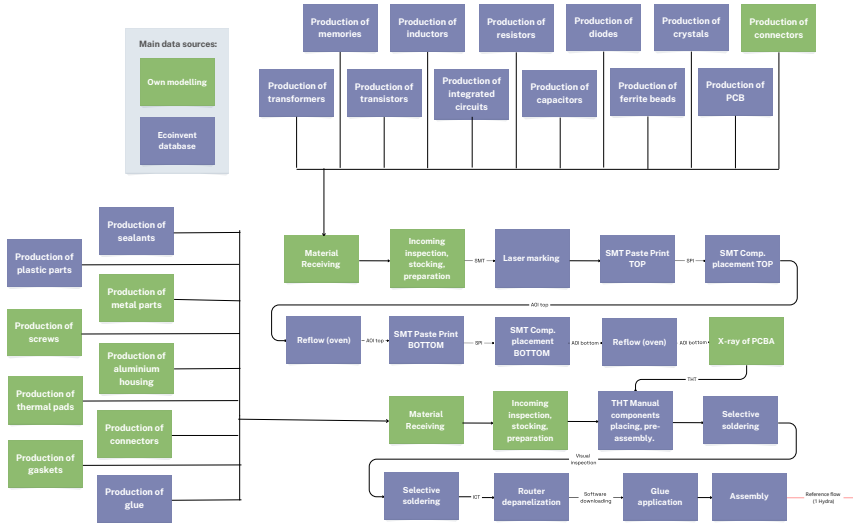 Main data sources:
Own modelling
Ecoinvent
database
Production of
memories
Production of
inductors
Production of
resistors
Production of
diodes
Production of
crystals
Production of
connectors
Production of
transformers
Production of
transistors
Production of
integrated
circuits
Production of
capacitors
Production of
ferrite beads
Production of
PCB
Production of
sealants
Production of
plastic parts
Production of
metal parts
Production of
screws
Production of
aluminium
housing
Production of
thermal pads
Production of
connectors
Production of
gaskets
Production of
glue
Material
Receiving
Incoming
inspection,
stocking,
preparation
SMT
Laser marking
SMT Paste Print
TOP
SPI
SMT Comp.
placement TOP
AOI top
Reflow (oven)
AOI top
SMT Paste Print
BOTTOM
SPI
SMT Comp.
placement
BOTTOM
AOI bottom
Reflow (oven)
AOI bottom
X-ray of PCBA
THT
Material
Receiving
Incoming
inspection,
stocking,
preparation
THT Manual
components
placing, pre-
assembly.
Selective
soldering
Visual
inspection
Selective
soldering
ICT
Router
depanelization
Software
downloading
Glue
application
Assembly
Reference flow
(1 Hydra)